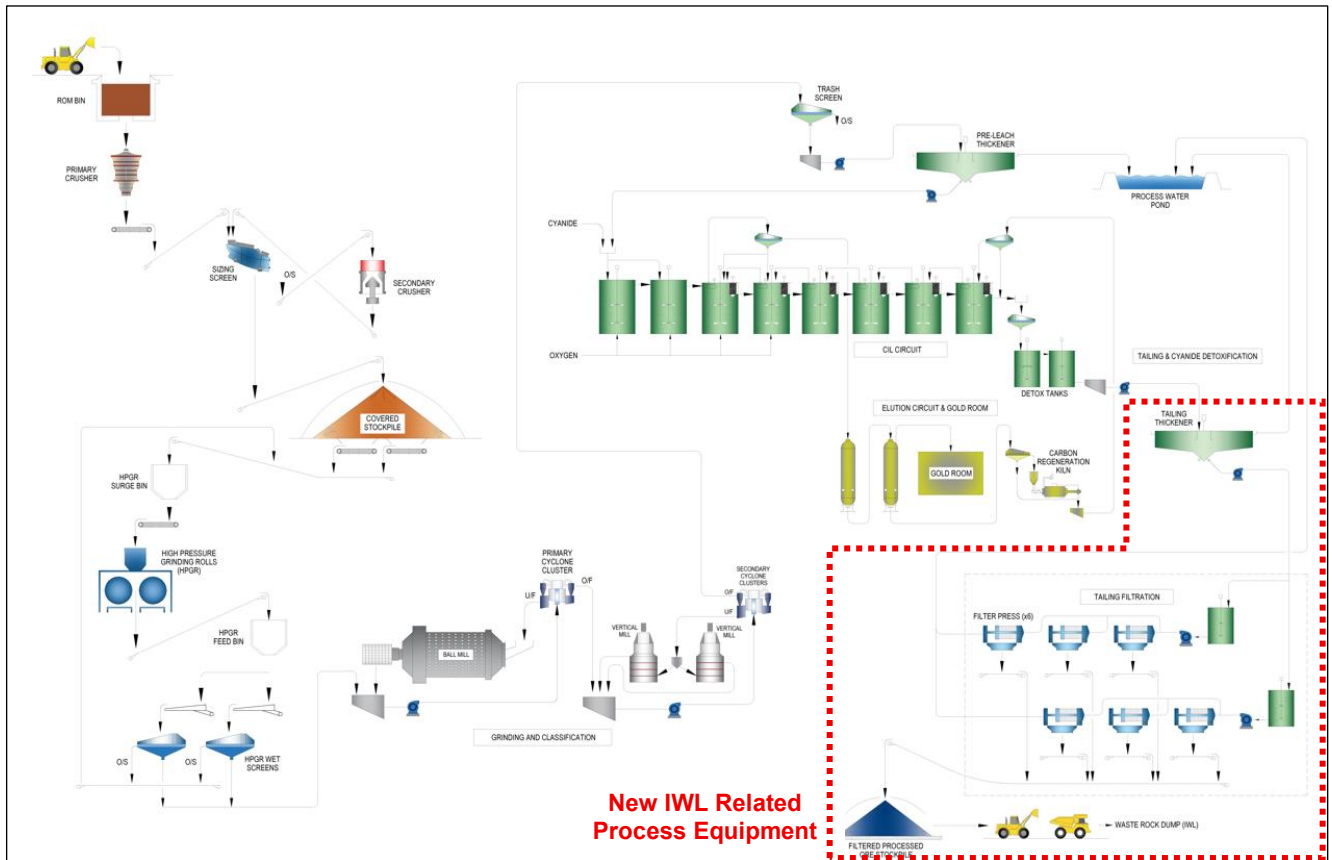 ROM BIN
PRIMARY
CRUSHER
SIZING
SCREEN
O/S
SECONDARY
CRUSHER
COVERED
STOCKPILE
HPGR
SURGE BIN
HIGH PRESSURE
GRINDING ROLLS
(HPGR)
HPGR
FEED BIN
O/S
O/S
HPGR WET
SCREENS
BALL MILL
PRIMARY
CYCLONE
CLUSTER
U/F
O/F
VERTICAL
MILL
VERTICAL
MILL
SECONDARY
CYCLONE
CLUSTERS
O/F
U/F
GRINDING AND CLASSIFICATION
TRASH
SCREEN
O/S
PRE-LEACH
THICKENER
PROCESS WATER
POND
CYANIDE
OXYGEN
CIL CIRCUIT
DETOX TANKS
TAILING & CYANIDE DETOXIFICATION
ELUTION CIRCUIT & GOLD ROOM
GOLD ROOM
CARBON
REGENERATION
KILN
TAILING
THICKENER
TAILING FILTRATION
FILTER PRESS (x6)
New IWL Related
Process Equipment
FILTERED PROCESSED
ORE STOCKPILE
WASTE ROCK DUMP (IWL)